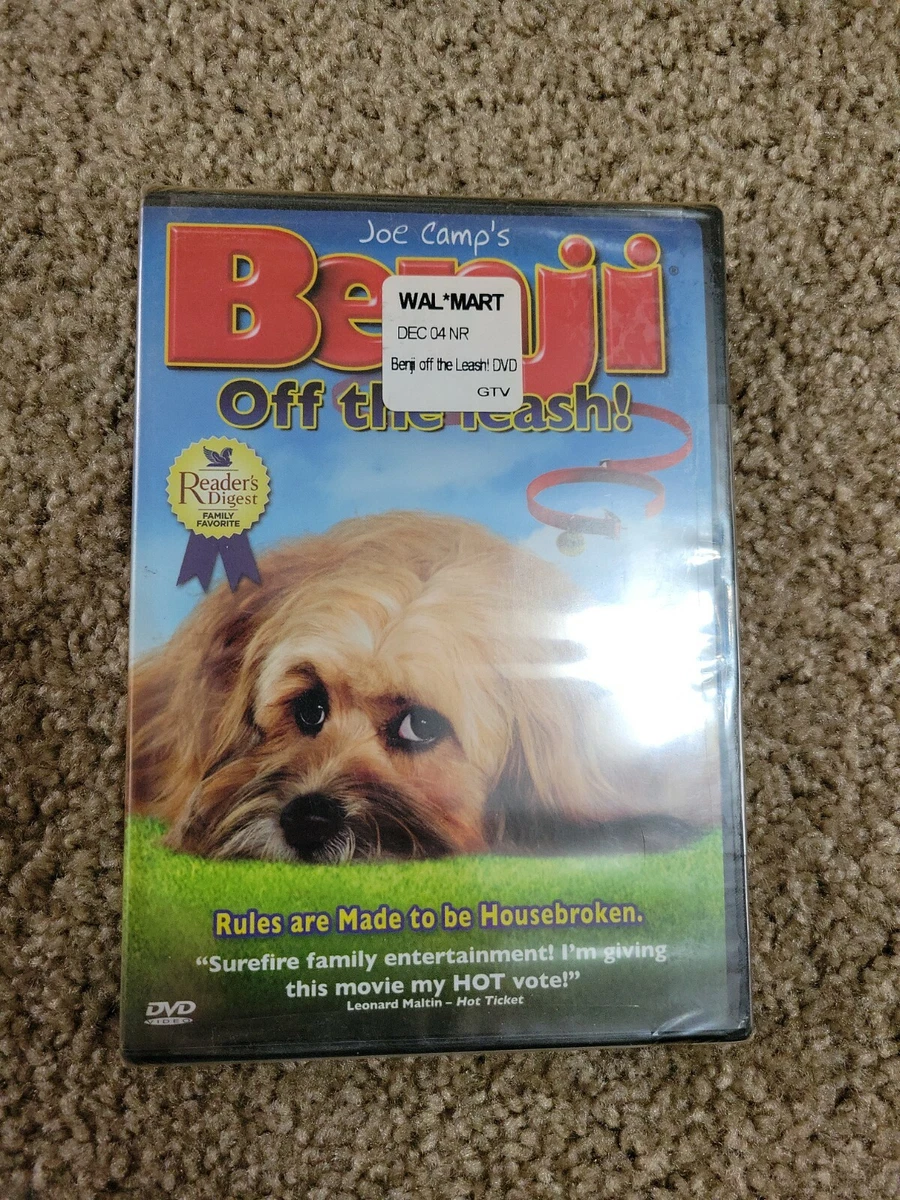 Joe Camp's
Benji®
WAL*MART
DEC 04 NR
Benji off the Leash! DVD
GTV
Off the Leash!
Reader's
Digest
FAMILY
FAVORITE
Rules are Made to be Housebroken.
“Surefire family entertainment! I'm giving
this movie my HOT vote!”
Leonard Maltin – Hot Ticket
DVD
VIDEO